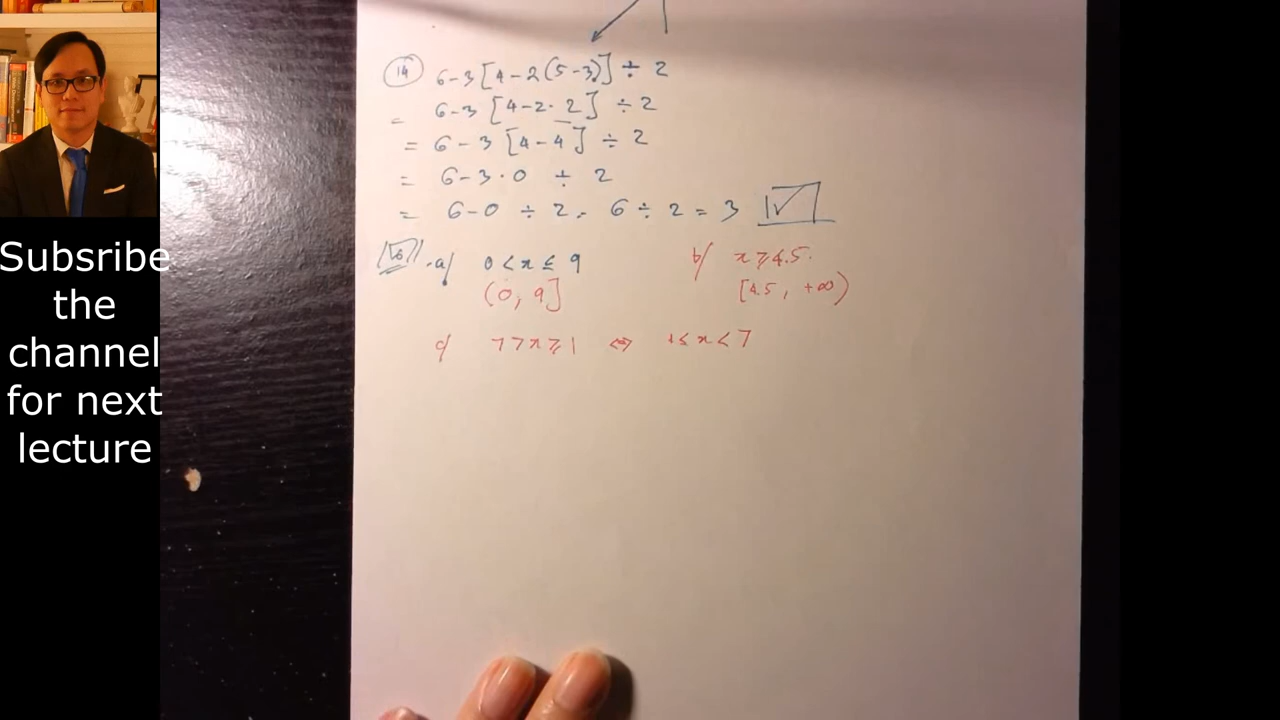 Subsribe
the
channel
for next
lecture
14 6-3[4-2(5-3)] ÷ 2
= 6-3 [4-2· 2] ÷ 2
= 6-3 [4-4] ÷ 2
= 6-3·0 ÷ 2
= 6-0 ÷ 2 = 6 ÷ 2 = 3
a/ 0 < x ≤ 9 b/ x ≥ 4.5.
(0, 9] [4.5, +∞)
c/ 7 > x ≥ 1 ⇔ 1 ≤ x < 7